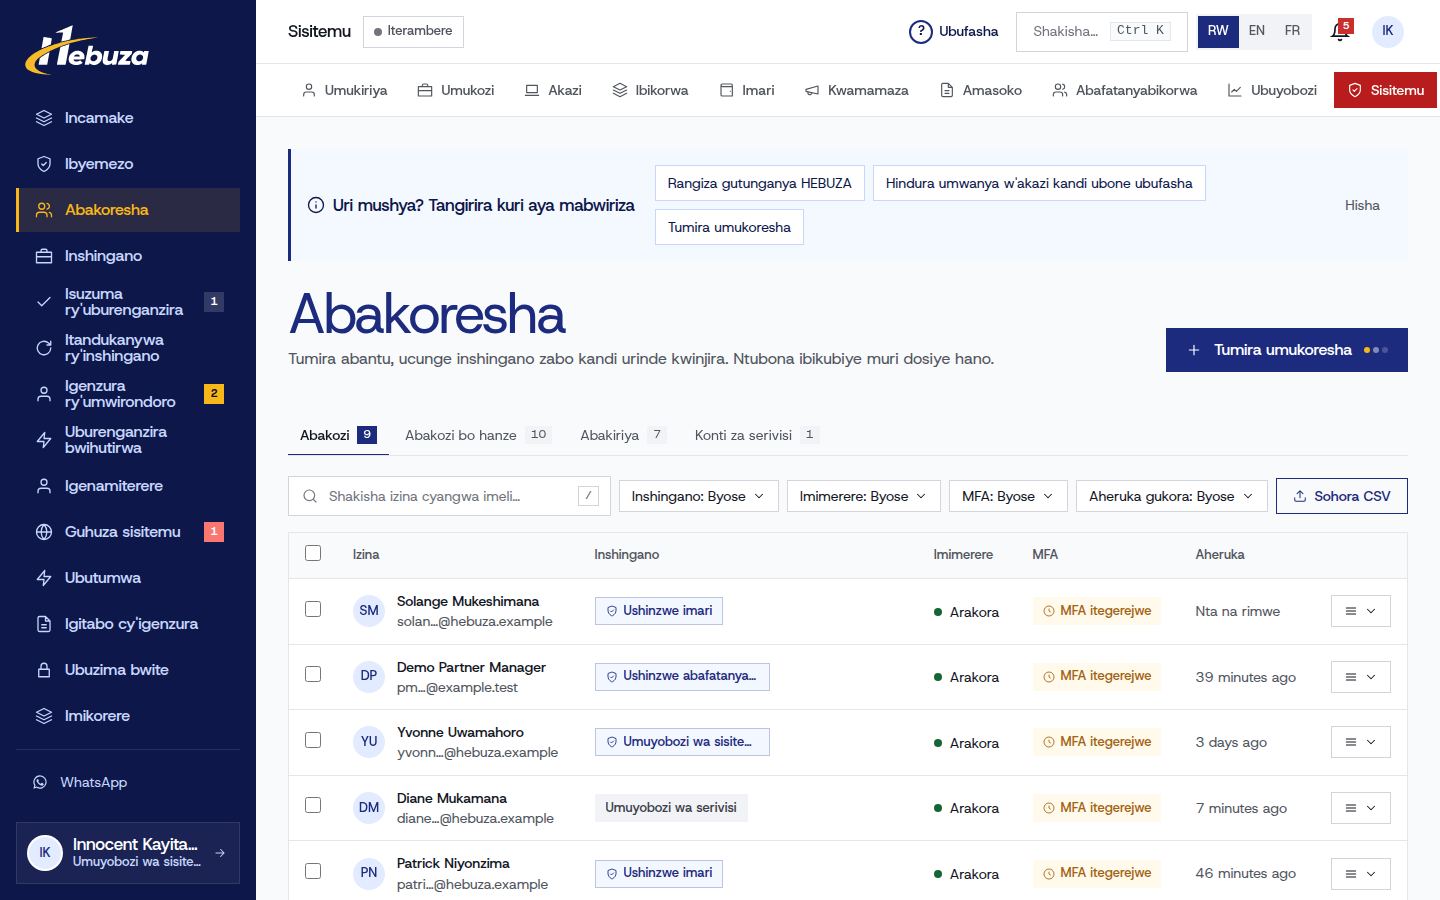 Hebuza
Incamake
Ibyemezo
Abakoresha
Inshingano
Isuzuma
ry'uburenganzira
1
Itandukanywa
ry'inshingano
Igenzura
ry'umwirondoro
2
Uburenganzira
bwihutirwa
Igenamiterere
Guhuza sisitemu
1
Ubutumwa
Igitabo cy'igenzura
Ubuzima bwite
Imikorere
WhatsApp
IK
Innocent Kayita...
Umuyobozi wa sisite...
Sisitemu
Iterambere
? Ubufasha
Shakisha...
Ctrl K
RW EN FR
5
IK
Umukiriya
Umukozi
Akazi
Ibikorwa
Imari
Kwamamaza
Amasoko
Abafatanyabikorwa
Ubuyobozi
Sisitemu
Uri mushya? Tangirira kuri aya mabwiriza
Rangiza gutunganya HEBUZA
Hindura umwanya w'akazi kandi ubone ubufasha
Tumira umukoresha
Hisha
Abakoresha
Tumira abantu, ucunge inshingano zabo kandi urinde kwinjira. Ntubona ibikubiye muri dosiye hano.
Tumira umukoresha
Abakozi 9
Abakozi bo hanze 10
Abakiriya 7
Konti za serivisi 1
Shakisha izina cyangwa imeli...
/
Inshingano: Byose
Imimerere: Byose
MFA: Byose
Aheruka gukora: Byose
Sohora CSV
Izina Inshingano Imimerere MFA Aheruka
SM Solange Mukeshimana
solan...@hebuza.example
Ushinzwe imari
Arakora
MFA itegerejwe
Nta na rimwe
DP Demo Partner Manager
pm...@example.test
Ushinzwe abafatanya...
Arakora
MFA itegerejwe
39 minutes ago
YU Yvonne Uwamahoro
yvonn...@hebuza.example
Umuyobozi wa sisite...
Arakora
MFA itegerejwe
3 days ago
DM Diane Mukamana
diane...@hebuza.example
Umuyobozi wa serivisi
Arakora
MFA itegerejwe
7 minutes ago
PN Patrick Niyonzima
patri...@hebuza.example
Ushinzwe imari
Arakora
MFA itegerejwe
46 minutes ago